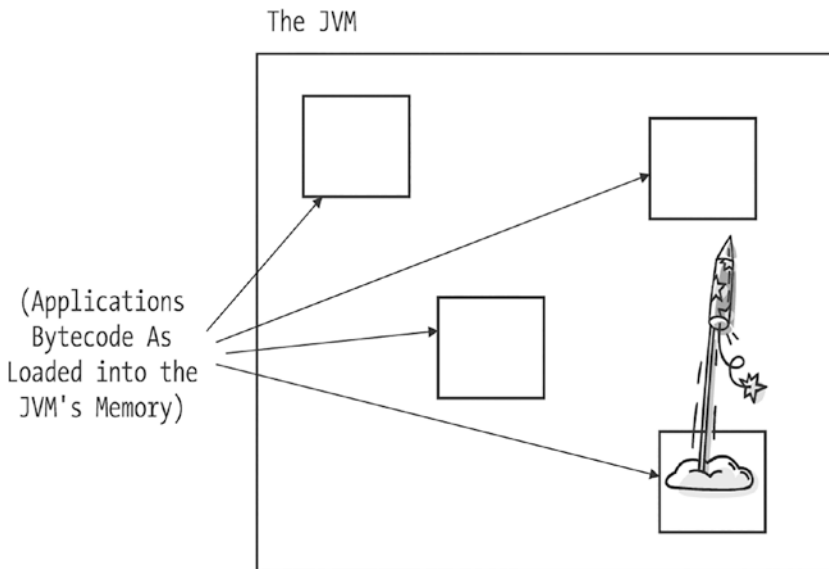 The JVM
(Applications
Bytecode As
Loaded into the
JVM's Memory)